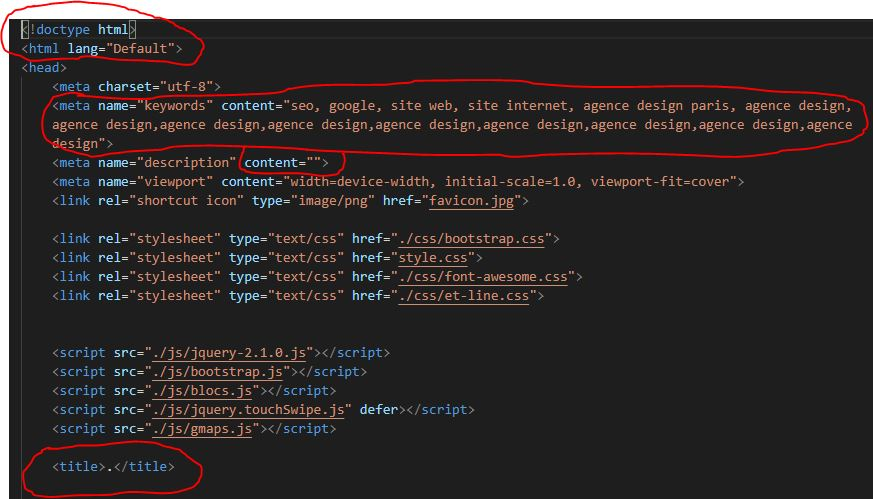 <!doctype html>
<html lang="Default">
<head>
<meta charset="utf-8">
<meta name="keywords" content="seo, google, site web, site internet, agence design paris, agence design,
agence design,agence design,agence design,agence design,agence design,agence design,agence design,agence
design">
<meta name="description" content="">
<meta name="viewport" content="width=device-width, initial-scale=1.0, viewport-fit=cover">
<link rel="shortcut icon" type="image/png" href="favicon.jpg">
<link rel="stylesheet" type="text/css" href="./css/bootstrap.css">
<link rel="stylesheet" type="text/css" href="style.css">
<link rel="stylesheet" type="text/css" href="./css/font-awesome.css">
<link rel="stylesheet" type="text/css" href="./css/et-line.css">
<script src="./js/jquery-2.1.0.js"></script>
<script src="./js/bootstrap.js"></script>
<script src="./js/blocs.js"></script>
<script src="./js/jquery.touchSwipe.js" defer></script>
<script src="./js/gmaps.js"></script>
<title>.</title>